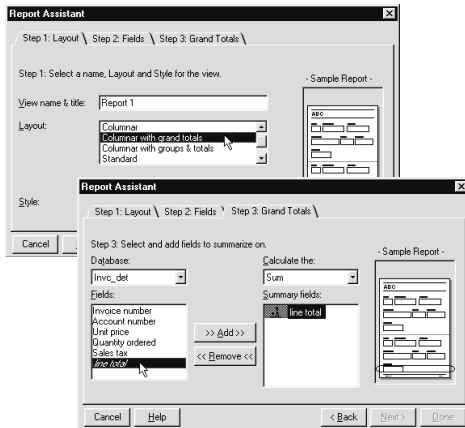 Report Assistant
Step 1: Layout Step 2: Fields Step 3: Grand Totals
Step 1: Select a name, Layout and Style for the view.
- Sample Report -
View name & title: Report 1
ABC
Layout:
Columnar
Columnar with grand totals
Columnar with groups & totals
Standard
Style:
Cancel
Report Assistant
Step 1: Layout Step 2: Fields Step 3: Grand Totals
Step 3: Select and add fields to summarize on.
- Sample Report -
Database: Calculate the:
Invc_det Sum
ABC
Fields: Summary fields:
Invoice number
Account number
Unit price
Quantity ordered
Sales tax
line total
>> Add >>
<< Remove <<
line total
Cancel Help < Back Next > Done